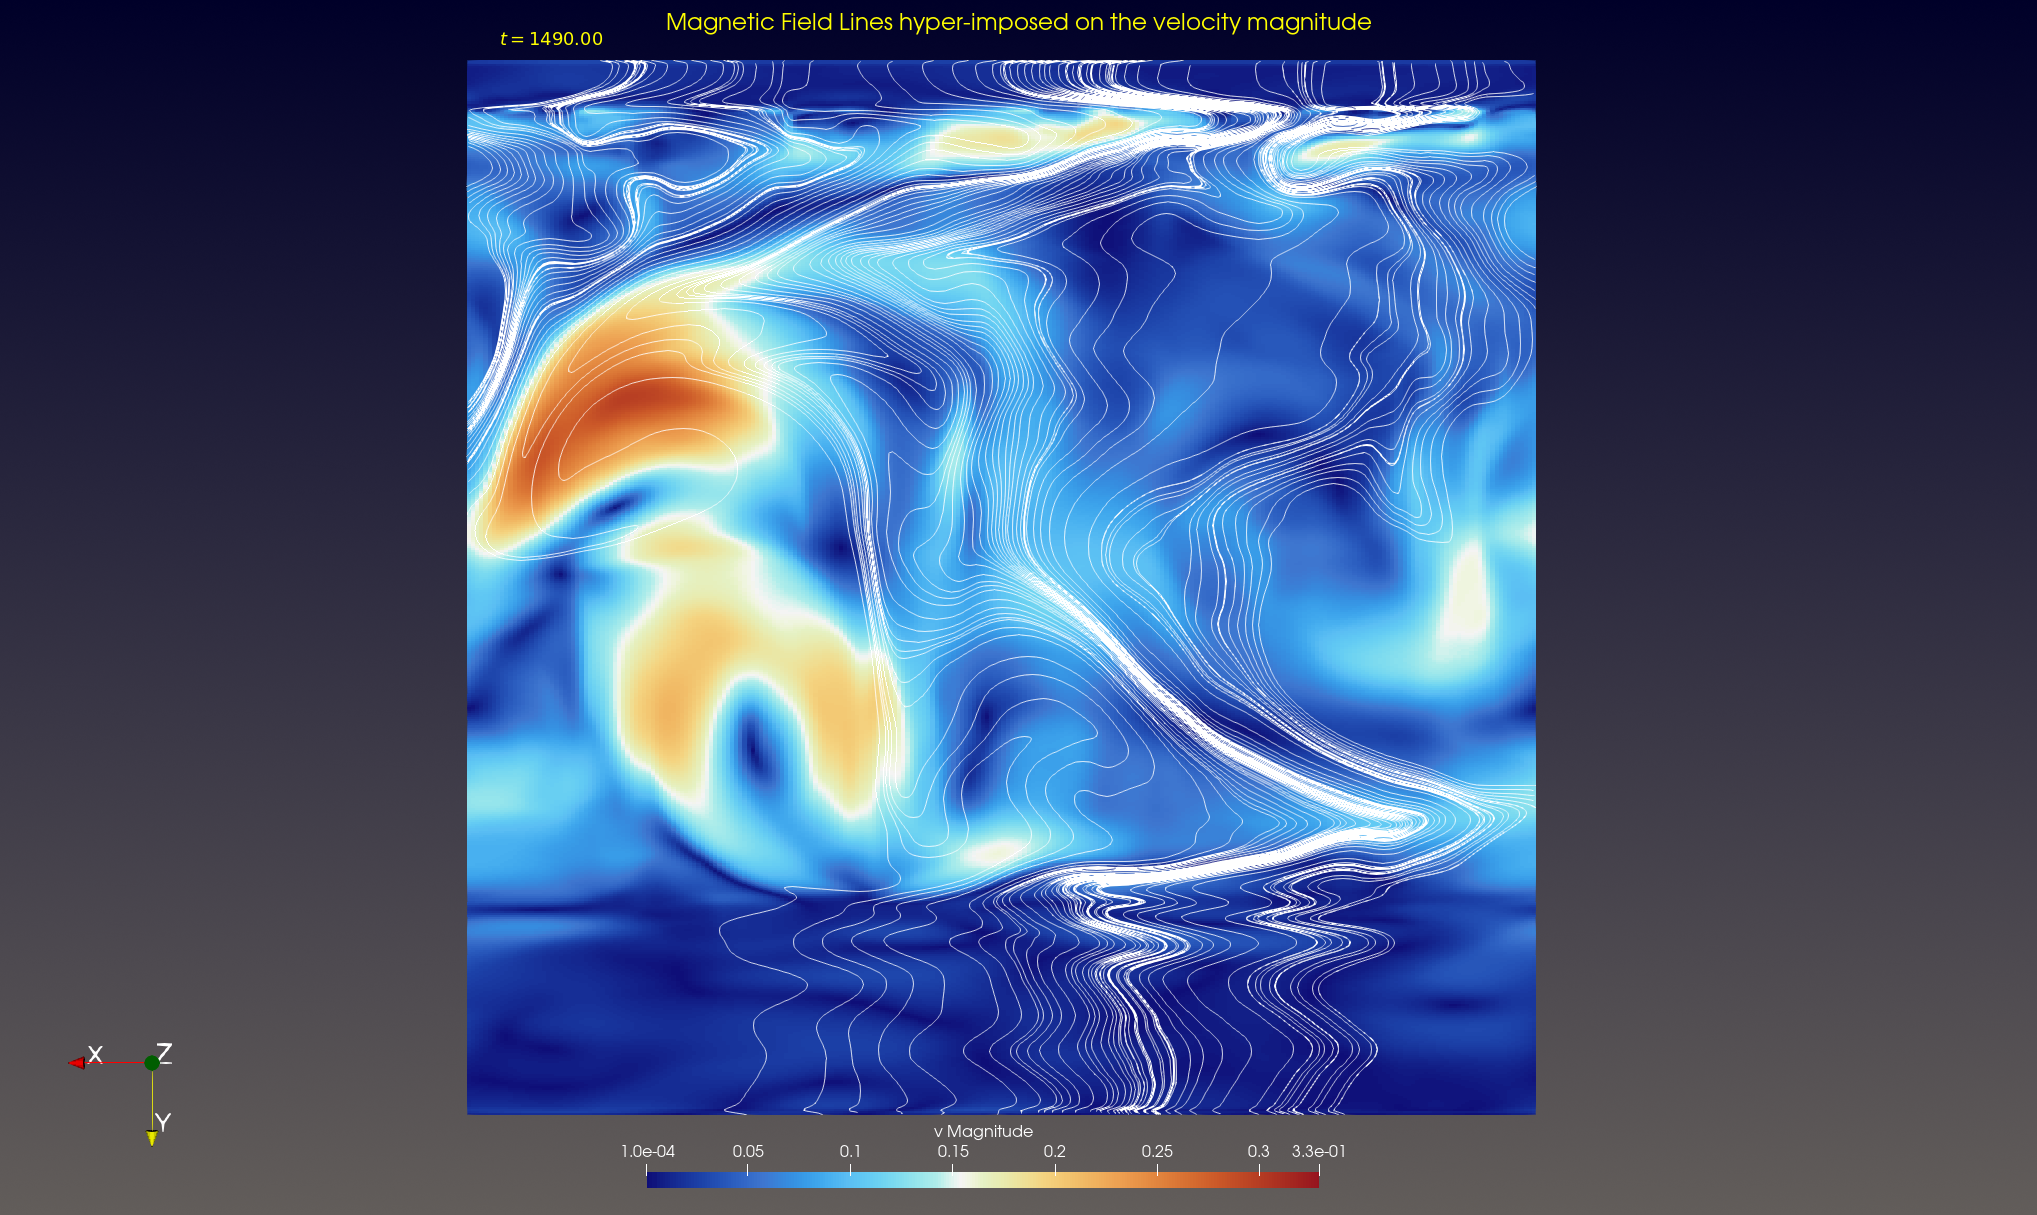 Magnetic Field Lines hyper-imposed on the velocity magnitude
t = 1490.00
X Z
Y
v Magnitude
1.0e-04 0.05 0.1 0.15 0.2 0.25 0.3 3.3e-01